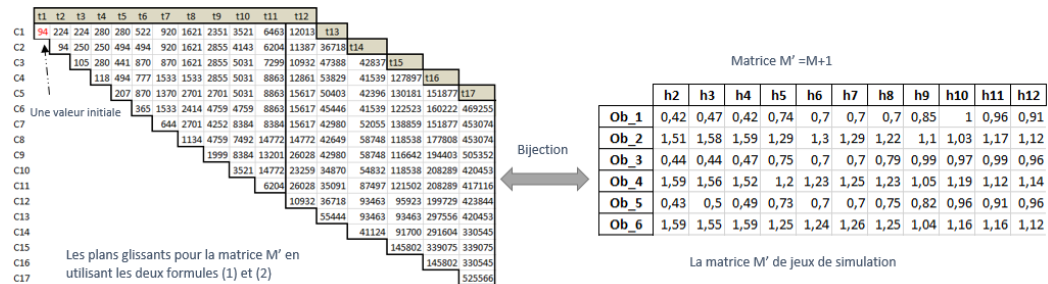 t1 t2 t3 t4 t5 t6 t7 t8 t9 t10 t11 t12
C1 94 224 224 280 280 522 920 1621 2351 3521 6463 12013 t13
C2 94 250 250 494 494 920 1621 2855 4143 6204 11387 36718 t14
C3 105 280 441 870 870 1621 2855 5031 7299 10932 47388 42837 t15
C4 118 494 777 1533 1533 2855 5031 8863 12861 53829 41539 127897 t16
C5 207 870 1370 2701 2701 5031 8863 15617 50403 42396 130181 151877 t17
C6 365 1533 2414 4759 4759 8863 15617 45446 41539 122523 160222 469255
C7 644 2701 4252 8384 8384 15617 42980 52055 138859 151877 453074
C8 1134 4759 7492 14772 14772 42649 58748 118538 177808 453074
C9 1999 8384 13201 26028 42980 58748 116642 194403 505352
C10 3521 14772 23259 34870 54832 118538 208289 420453
C11 6204 26028 35091 87497 121502 208289 417116
C12 10932 36718 93463 95923 199729 423844
C13 55444 93463 93463 297556 420453
C14 41124 91700 291604 330545
C15 145802 339075 339075
C16 145802 330545
C17 525566
Une valeur initiale
Les plans glissants pour la matrice M' en
utilisant les deux formules (1) et (2)
Bijection
Matrice M' =M+1
h2 h3 h4 h5 h6 h7 h8 h9 h10 h11 h12
Ob_1 0,42 0,47 0,42 0,74 0,7 0,7 0,7 0,85 1 0,96 0,91
Ob_2 1,51 1,58 1,59 1,29 1,3 1,29 1,22 1,1 1,03 1,17 1,12
Ob_3 0,44 0,44 0,47 0,75 0,7 0,7 0,79 0,99 0,97 0,99 0,96
Ob_4 1,59 1,56 1,52 1,2 1,23 1,25 1,23 1,05 1,19 1,12 1,14
Ob_5 0,43 0,5 0,49 0,73 0,7 0,7 0,75 0,82 0,96 0,91 0,96
Ob_6 1,59 1,55 1,59 1,25 1,24 1,26 1,25 1,04 1,16 1,16 1,12
La matrice M' de jeux de simulation